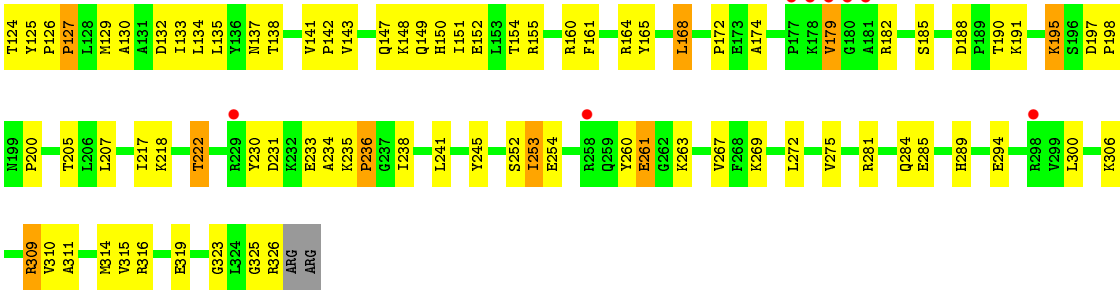 T124 Y125 P126 P127 L128 M129 A130 A131 D132 I133 L134 L135 Y136 N137 T138 V141 P142 V143 Q147 K148 Q149 H150 I151 E152 L153 T154 R155 R160 F161 R164 Y165 L168 P172 E173 A174 P177 K178 V179 G180 A181 R182 S185 D188 P189 T190 K191 K195 S196 D197 P198
N199 P200 T205 L206 L207 I217 K218 T222 R229 Y230 D231 K232 E233 A234 K235 P236 G237 I238 L241 Y245 S252 I253 E254 R258 Q259 Y260 E261 G262 K263 V267 F268 K269 L272 V275 R281 Q284 E285 H289 E294 R298 V299 L300 K306
R309 V310 A311 M314 V315 R316 E319 G323 L324 G325 R326 ARG ARG